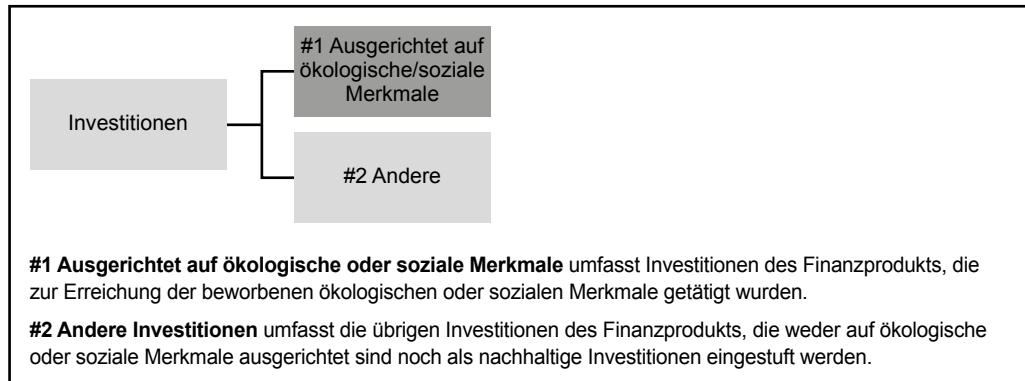 #1 Ausgerichtet auf
ökologische/soziale
Merkmale
Investitionen
#2 Andere
#1 Ausgerichtet auf ökologische oder soziale Merkmale umfasst Investitionen des Finanzprodukts, die
zur Erreichung der beworbenen ökologischen oder sozialen Merkmale getätigt wurden.
#2 Andere Investitionen umfasst die übrigen Investitionen des Finanzprodukts, die weder auf ökologische
oder soziale Merkmale ausgerichtet sind noch als nachhaltige Investitionen eingestuft werden.